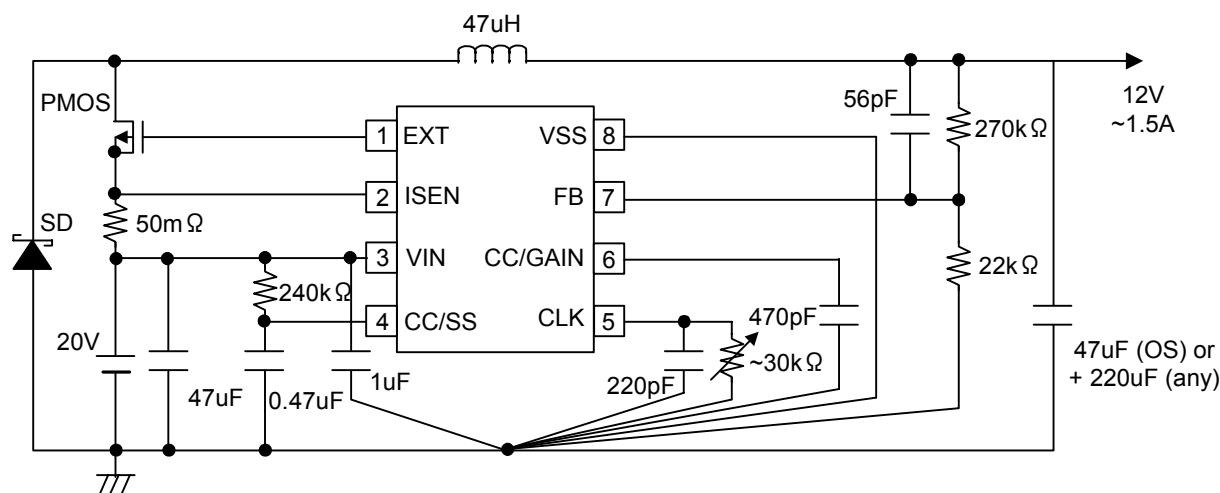 47uH
PMOS
56pF
12V
~1.5A
1 EXT VSS 8
270kΩ
2 ISEN FB 7
SD
50mΩ
3 VIN CC/GAIN 6
22kΩ
240kΩ
4 CC/SS CLK 5
470pF
20V
~30kΩ
47uF
0.47uF
1uF
220pF
47uF (OS) or
+ 220uF (any)